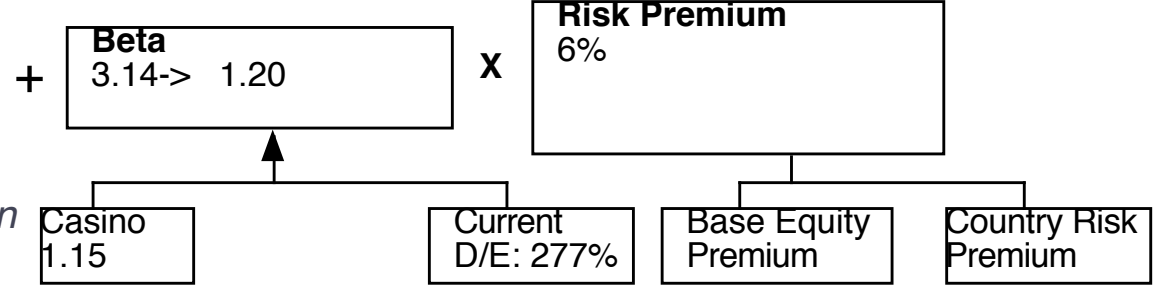 Risk Premium
6%
Beta
3.14-> 1.20
+
X
n
Casino
1.15
Current
D/E: 277%
Base Equity
Premium
Country Risk
Premium